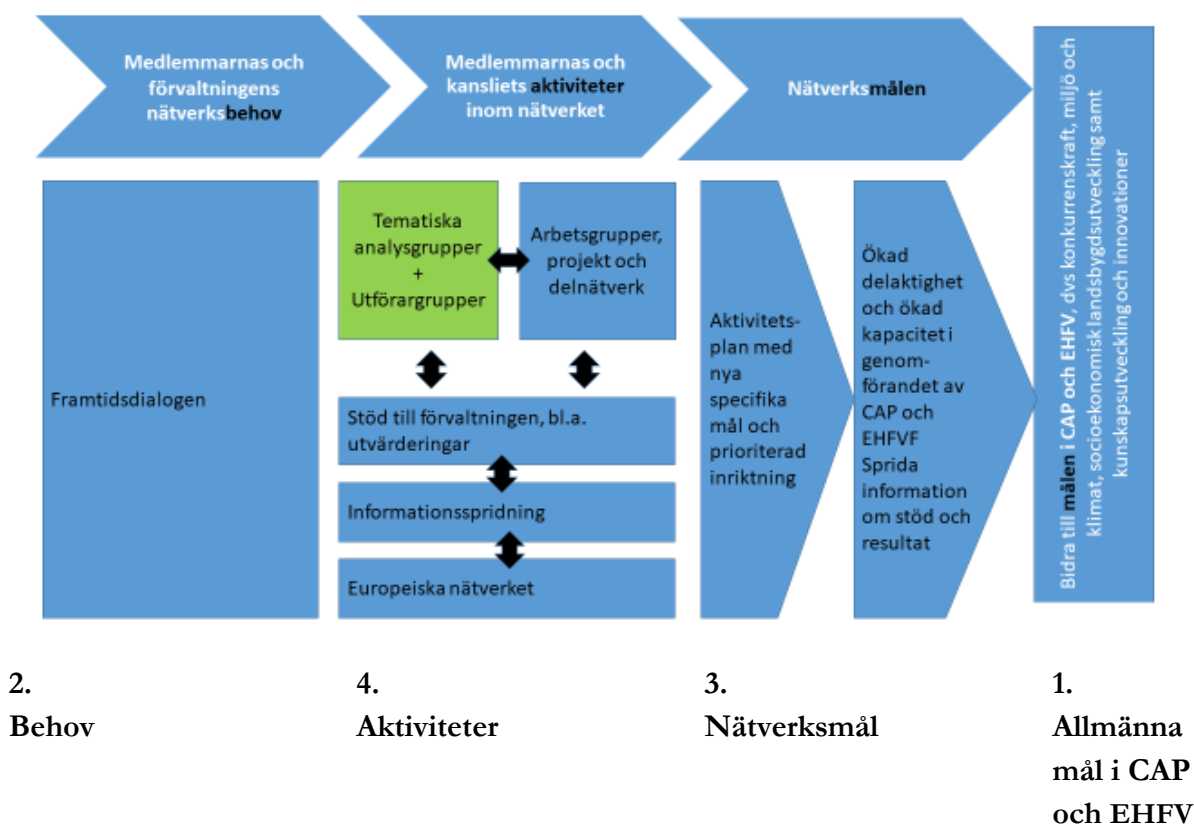 Medlemmarnas och
förvaltningens
nätverksbehov
Medlemmarnas och
kansliets aktiviteter
inom nätverket
Nätverksmålen
Bidra till målen i CAP och EHFV, dvs konkurrenskraft, miljö och
klimat, socioekonomisk landsbygdsutveckling samt
kunskapsutveckling och innovationer
Framtidsdialogen
Tematiska
analysgrupper
+
Utförargrupper
Arbetsgrupper,
projekt och
delnätverk
Stöd till förvaltningen, bl.a.
utvärderingar
Informationsspridning
Europeiska nätverket
Aktivitets-
plan med
nya
specifika
mål och
prioriterad
inriktning
Ökad
delaktighet
och ökad
kapacitet i
genom-
förandet av
CAP och
EHFVF
Sprida
information
om stöd och
resultat
2.
Behov
4.
Aktiviteter
3.
Nätverksmål
1.
Allmänna
mål i CAP
och EHFV